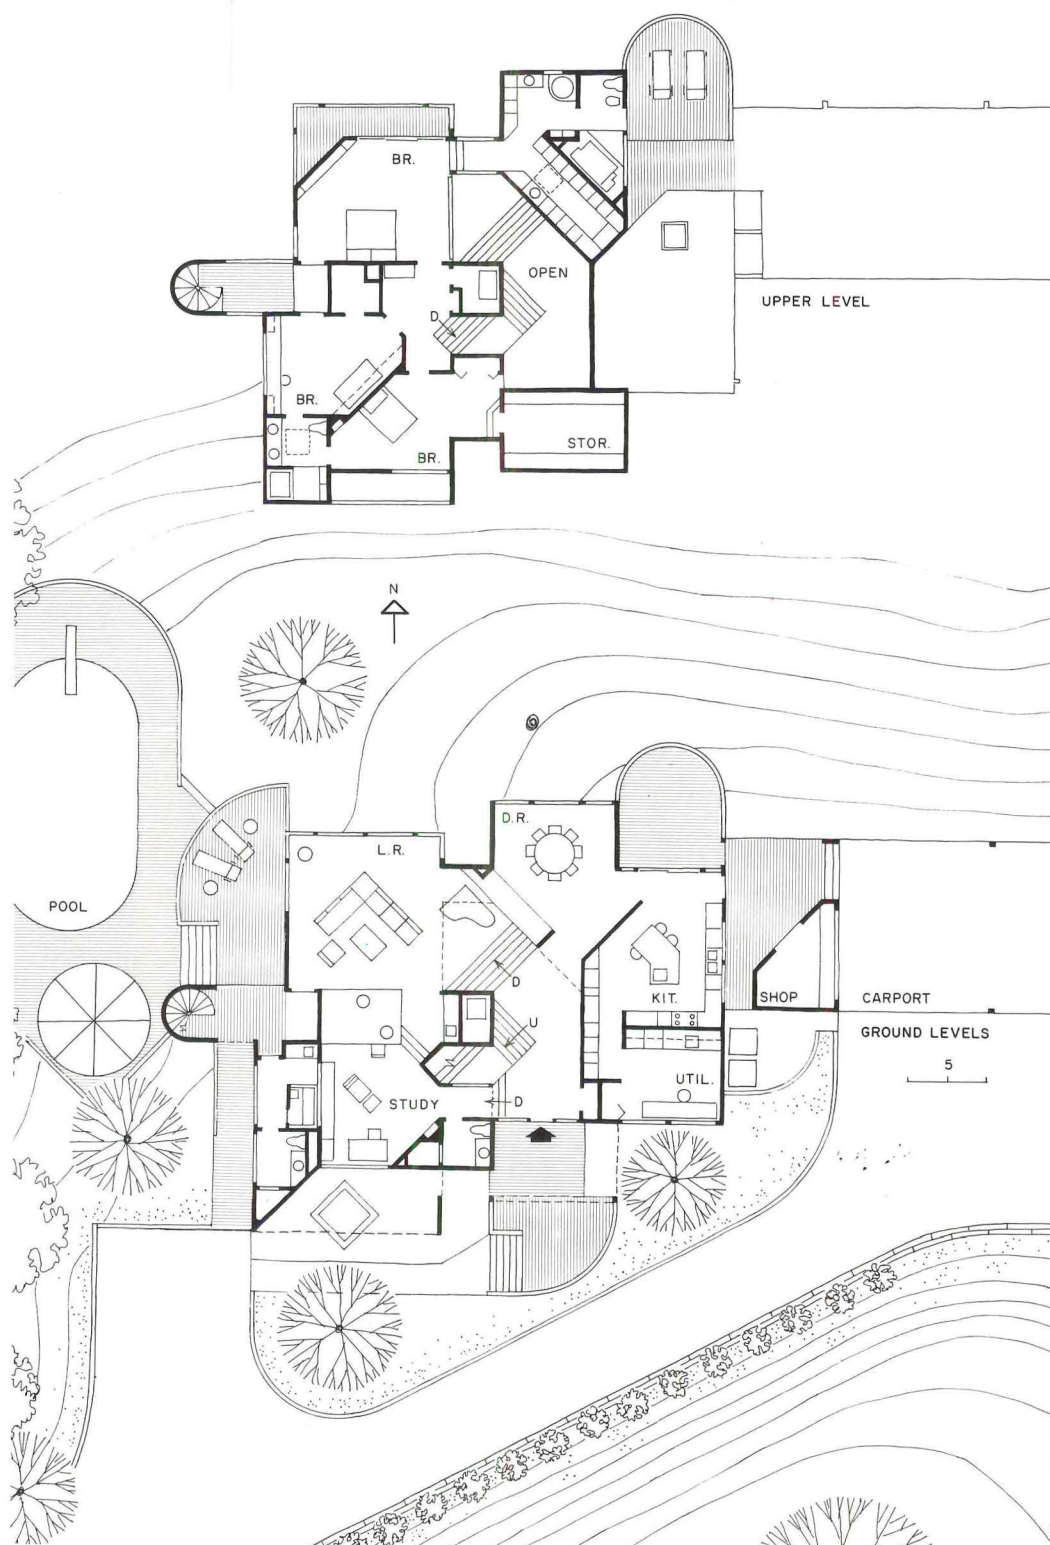 BR.
OPEN
UPPER LEVEL
D
BR.
STOR.
BR.
N
D.R.
L.R.
POOL
D
KIT.
SHOP
CARPORT
U
GROUND LEVELS
5
UTIL.
STUDY
D